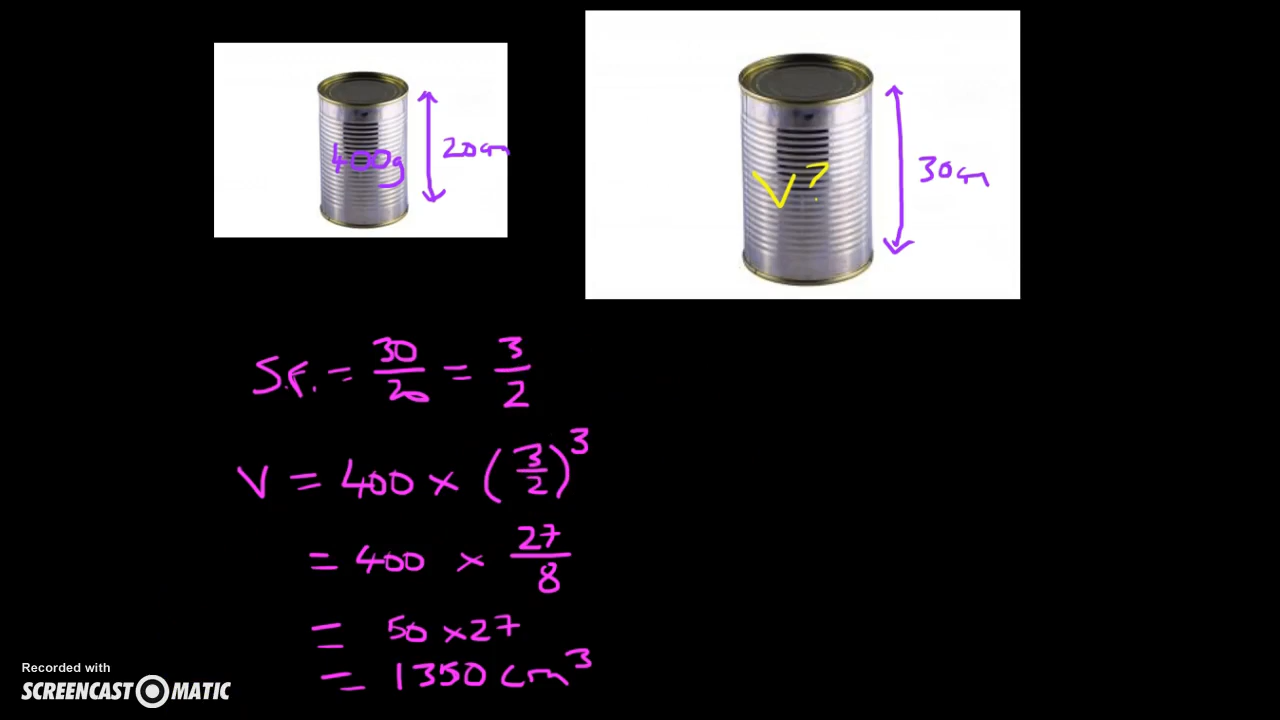 400g
20cm
V?
30cm
S.F. = 30/20 = 3/2
V = 400 × (3/2)³
= 400 × 27/8
= 50 × 27
= 1350 cm³
Recorded with
SCREENCAST O MATIC